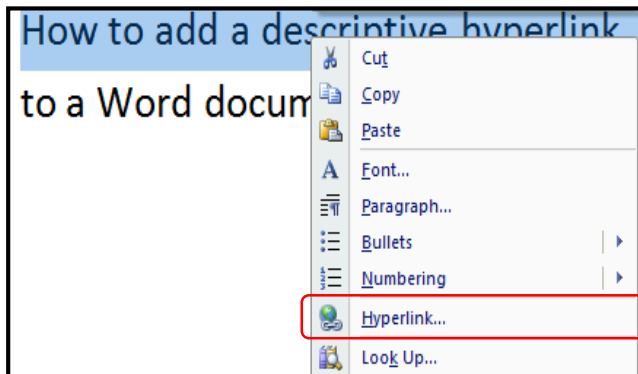 How to add a descriptive hyperlink
to a Word docum
Cut
Copy
Paste
Font...
Paragraph...
Bullets
Numbering
Hyperlink...
Look Up...